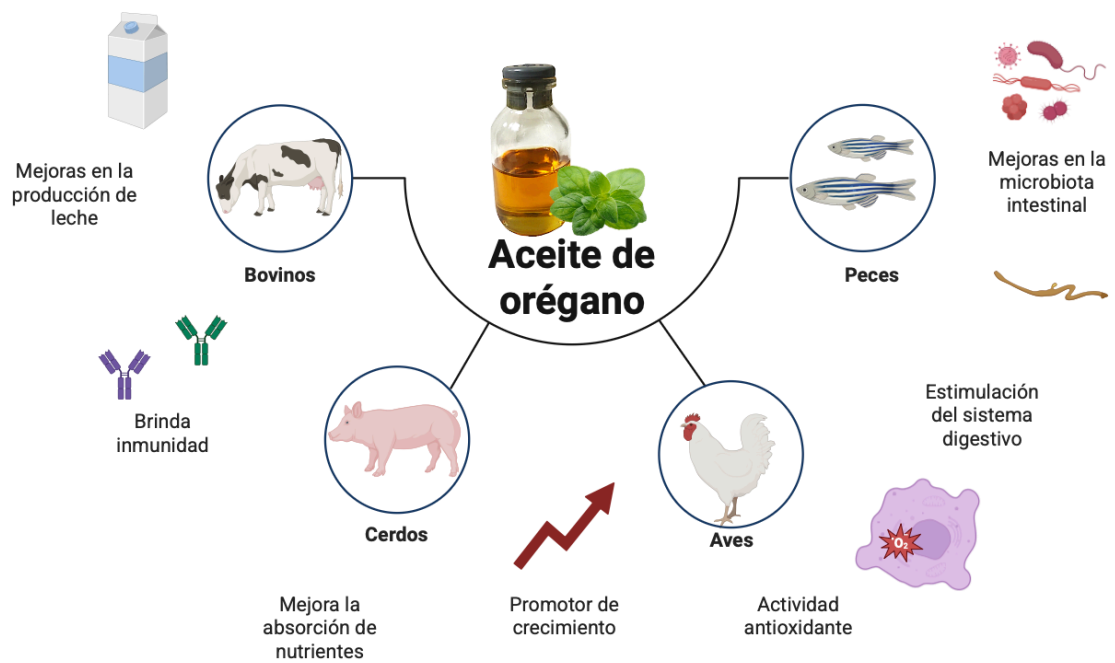 Aceite de
orégano
Mejoras en la
producción de
leche
Bovinos
Peces
Mejoras en la
microbiota
intestinal
Brinda
inmunidad
Cerdos
Aves
Estimulación
del sistema
digestivo
O₂
Mejora la
absorción de
nutrientes
Promotor de
crecimiento
Actividad
antioxidante